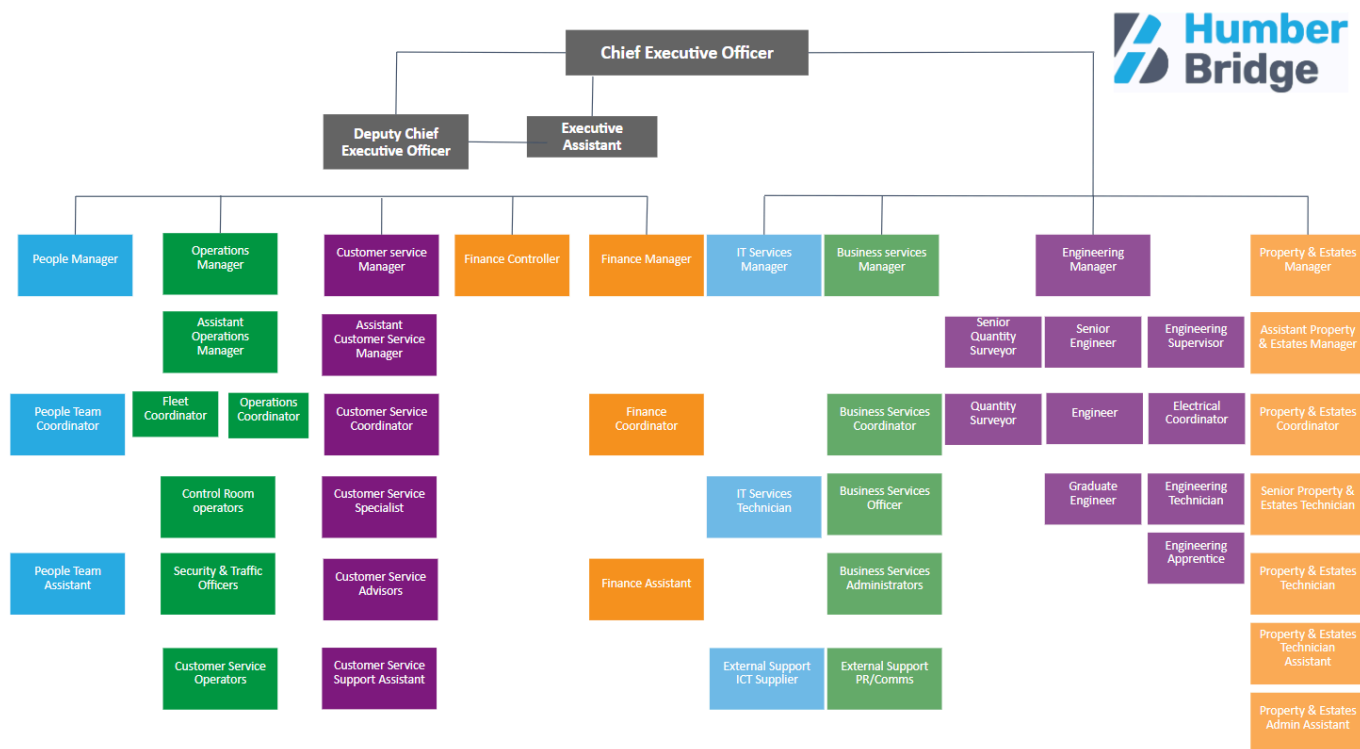 Humber
Bridge
Chief Executive Officer
Deputy Chief
Executive Officer
Executive
Assistant
People Manager
Operations
Manager
Customer service
Manager
Finance Controller
Finance Manager
IT Services
Manager
Business services
Manager
Engineering
Manager
Property & Estates
Manager
Assistant
Operations
Manager
Assistant
Customer Service
Manager
Senior
Quantity
Surveyor
Senior
Engineer
Engineering
Supervisor
Assistant Property
& Estates Manager
People Team
Coordinator
Fleet
Coordinator
Operations
Coordinator
Customer Service
Coordinator
Finance
Coordinator
Business Services
Coordinator
Quantity
Surveyor
Engineer
Electrical
Coordinator
Property & Estates
Coordinator
Control Room
operators
Customer Service
Specialist
IT Services
Technician
Business Services
Officer
Graduate
Engineer
Engineering
Technician
Senior Property &
Estates Technician
People Team
Assistant
Security & Traffic
Officers
Customer Service
Advisors
Finance Assistant
Business Services
Administrators
Engineering
Apprentice
Property & Estates
Technician
Customer Service
Operators
Customer Service
Support Assistant
External Support
ICT Supplier
External Support
PR/Comms
Property & Estates
Technician
Assistant
Property & Estates
Admin Assistant